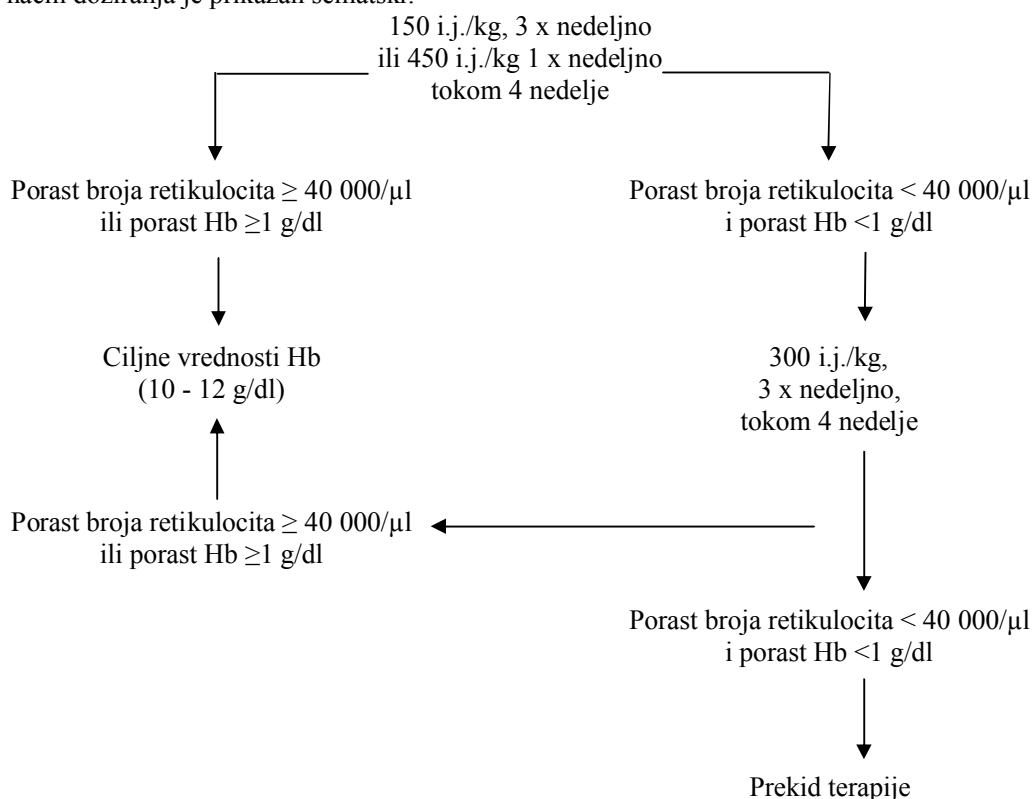 način doziranja je prikazan šematski:
150 i.j./kg, 3 x nedeljno
ili 450 i.j./kg 1 x nedeljno
tokom 4 nedelje
Porast broja retikulocita ≥ 40 000/µl
ili porast Hb ≥1 g/dl
Porast broja retikulocita < 40 000/µl
i porast Hb <1 g/dl
Ciljne vrednosti Hb
(10 - 12 g/dl)
300 i.j./kg,
3 x nedeljno,
tokom 4 nedelje
Porast broja retikulocita ≥ 40 000/µl
ili porast Hb ≥1 g/dl
Porast broja retikulocita < 40 000/µl
i porast Hb <1 g/dl
Prekid terapije